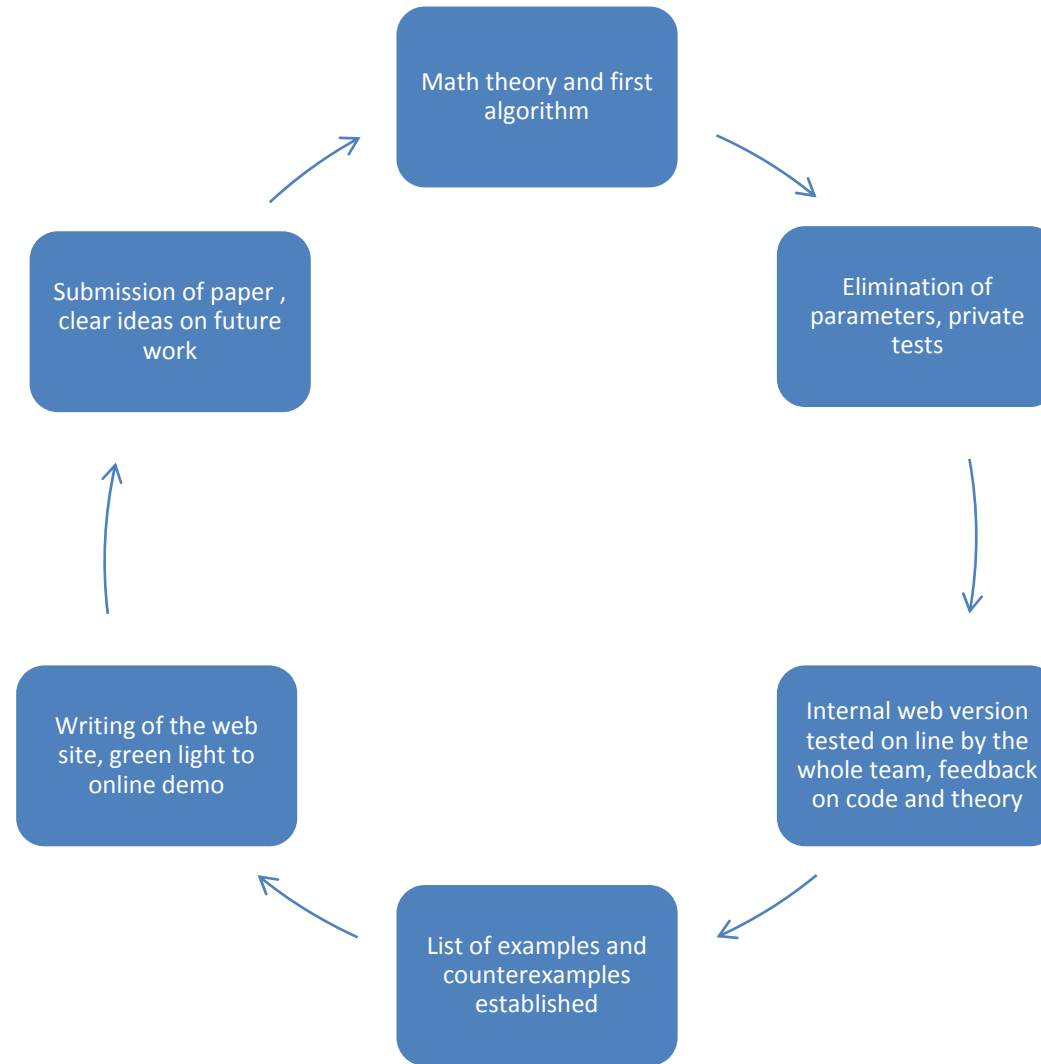 Math theory and first
algorithm
Elimination of
parameters, private
tests
Internal web version
tested on line by the
whole team, feedback
on code and theory
List of examples and
counterexamples
established
Writing of the web
site, green light to
online demo
Submission of paper ,
clear ideas on future
work